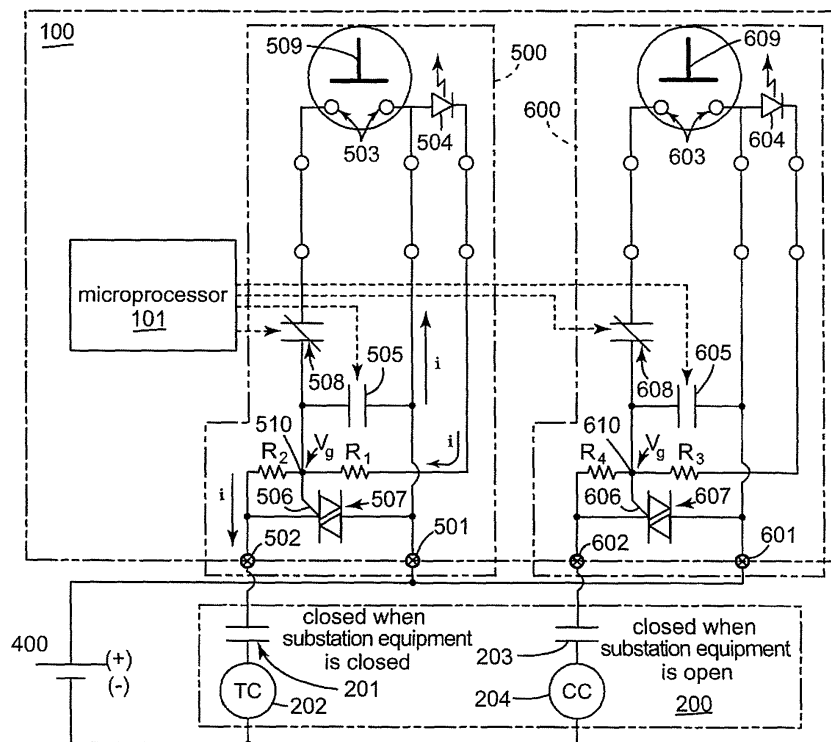 100
509
500
504
503
609
600
604
603
microprocessor
101
508
505
i
510
Vg
R2
R1
i
506
507
i
502
501
608
605
610
Vg
R4
R3
606
607
602
601
400
(+)
(-)
closed when
substation equipment
is closed
TC
202
201
203
closed when
substation equipment
is open
204
CC
200